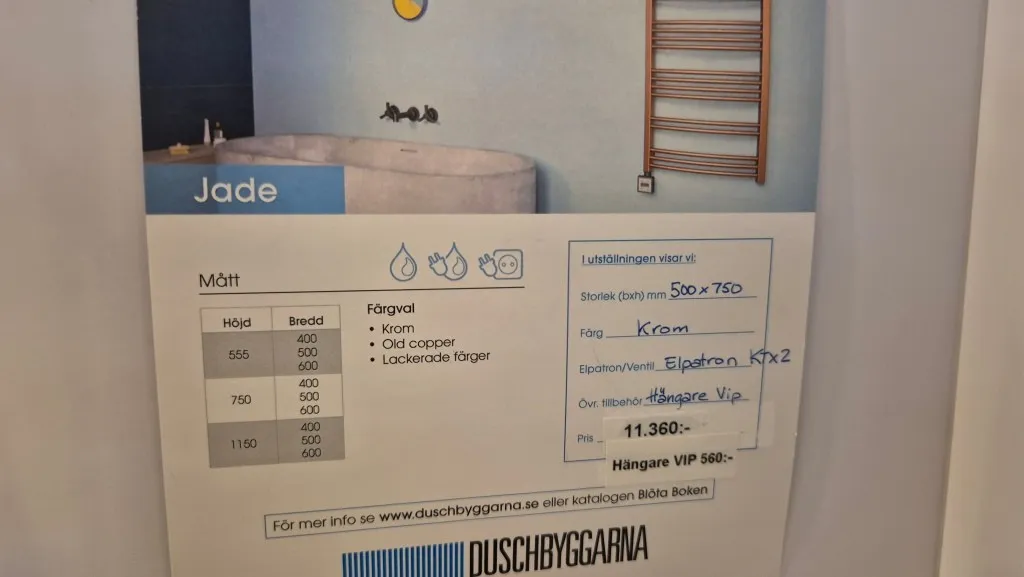 Jade
Mått
Höjd Bredd
555 400 500 600
750 400 500 600
1150 400 500 600
Färgval
• Krom
• Old copper
• Lackerade färger
I utställningen visar vi:
Storlek (bxh) mm 500 x 750
Färg Krom
Elpatron/Ventil Elpatron KTX2
Övr. tillbehör Hängare Vip
Pris 11.360:-
Hängare VIP 560:-
För mer info se www.duschbyggarna.se eller katalogen Blöta Boken
DUSCHBYGGARNA